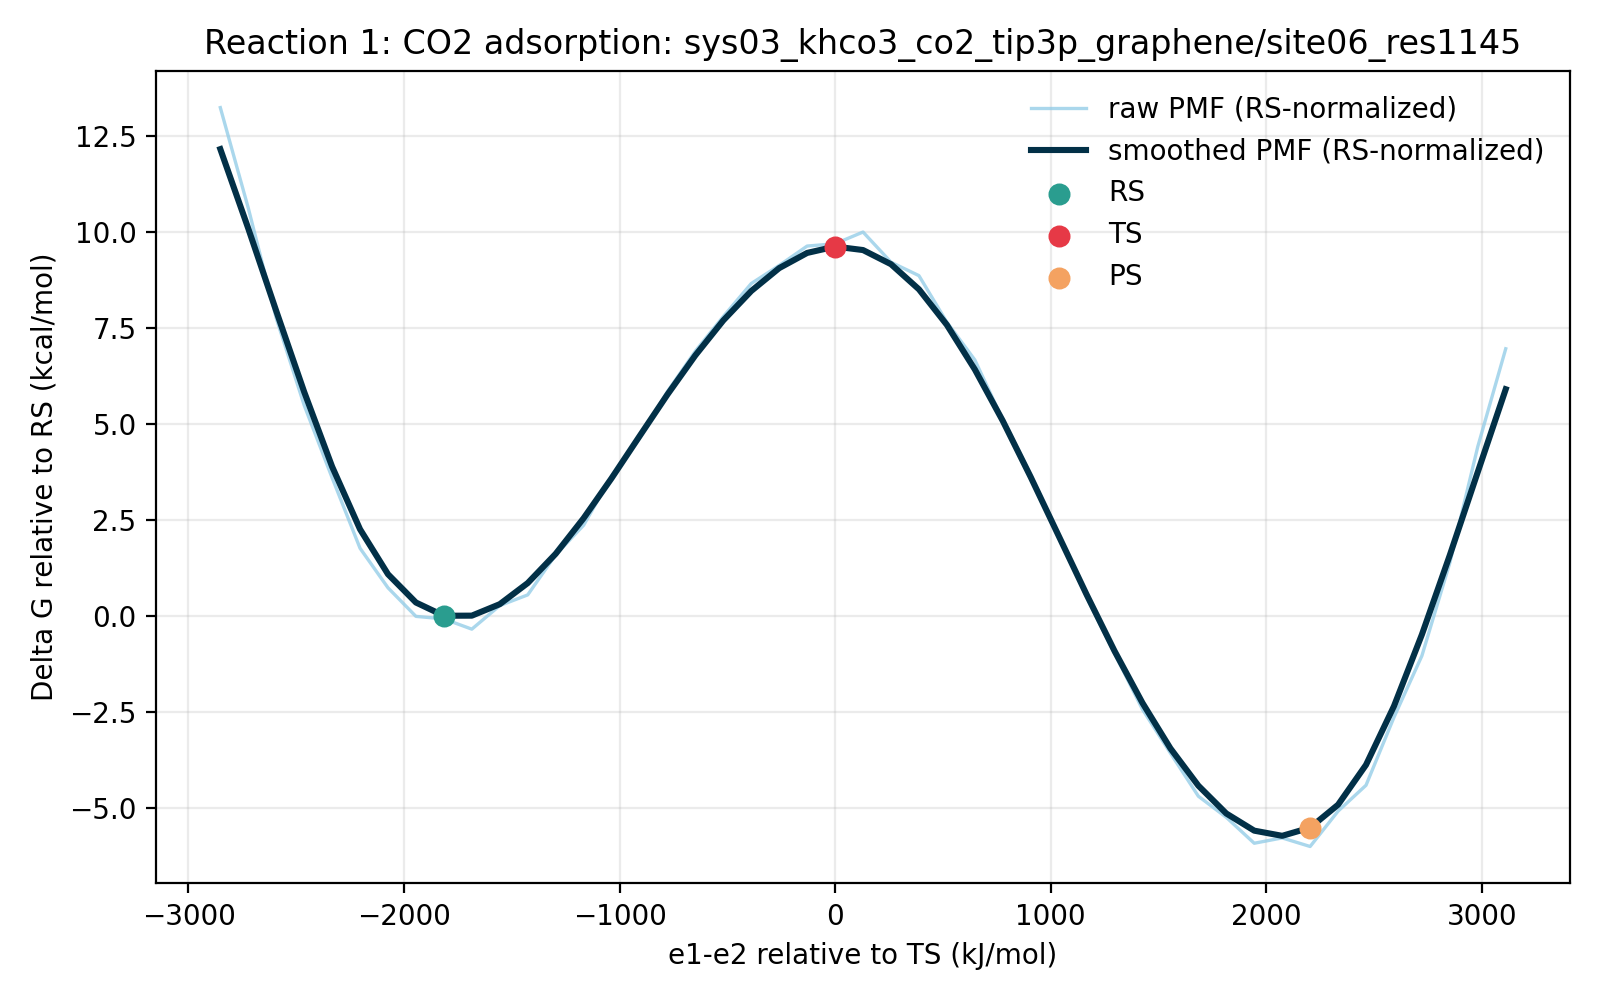 Reaction 1: CO2 adsorption: sys03_khco3_co2_tip3p_graphene/site06_res1145
raw PMF (RS-normalized)
smoothed PMF (RS-normalized)
RS
TS
PS
Delta G relative to RS (kcal/mol)
12.5
10.0
7.5
5.0
2.5
0.0
−2.5
−5.0
−3000
−2000
−1000
0
1000
2000
3000
e1-e2 relative to TS (kJ/mol)